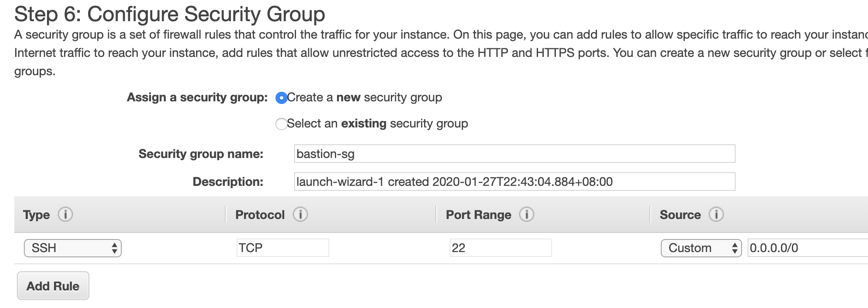 Step 6: Configure Security Group
A security group is a set of firewall rules that control the traffic for your instance. On this page, you can add rules to allow specific traffic to reach your
Internet traffic to reach your instance, add rules that allow unrestricted access to the HTTP and HTTPS ports. You can create a new security group or select
groups.
Assign a security group: Create a new security group
Select an existing security group
Security group name: bastion-sg
Description: launch-wizard-1 created 2020-01-27T22:43:04.884+08:00
Type i Protocol i Port Range i Source i
SSH TCP 22 Custom 0.0.0.0/0
Add Rule